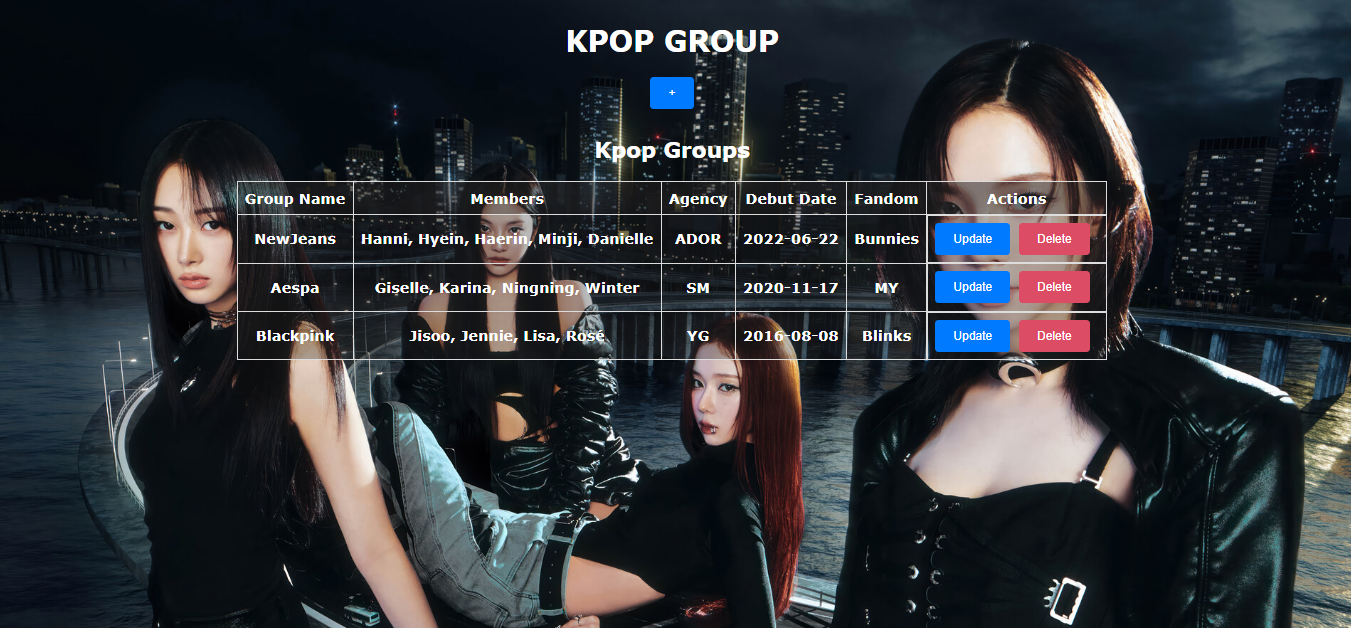 KPOP GROUP
+
Kpop Groups
Group Name Members Agency Debut Date Fandom Actions
NewJeans Hanni, Hyein, Haerin, Minji, Danielle ADOR 2022-06-22 Bunnies Update Delete
Aespa Giselle, Karina, Ningning, Winter SM 2020-11-17 MY Update Delete
Blackpink Jisoo, Jennie, Lisa, Rosé YG 2016-08-08 Blinks Update Delete